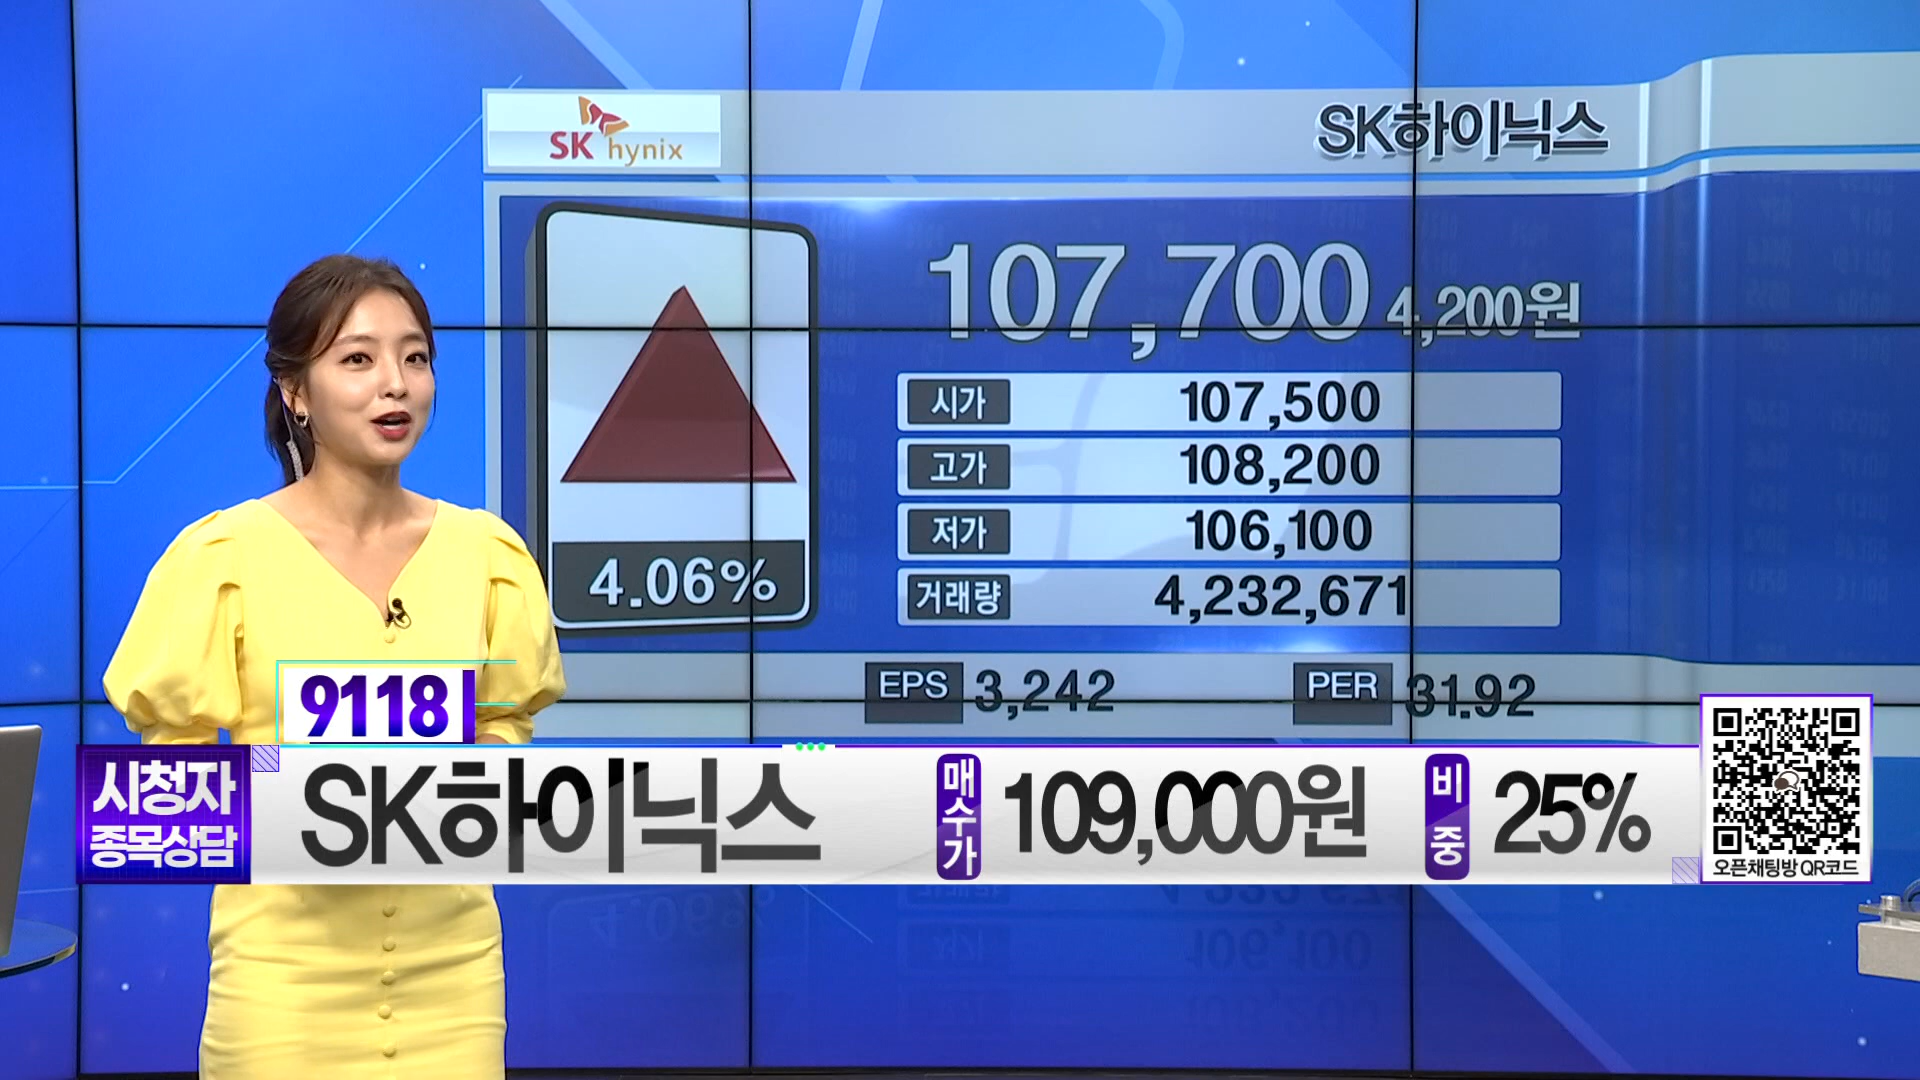 SK hynix
SK하이닉스
107,700 4,200원
시가 107,500
고가 108,200
저가 106,100
거래량 4,232,671
4.06%
EPS 3,242 PER 31.92
9118
시청자
종목상담
SK하이닉스 매수가 109,000원 비중 25%
오픈채팅방 QR코드